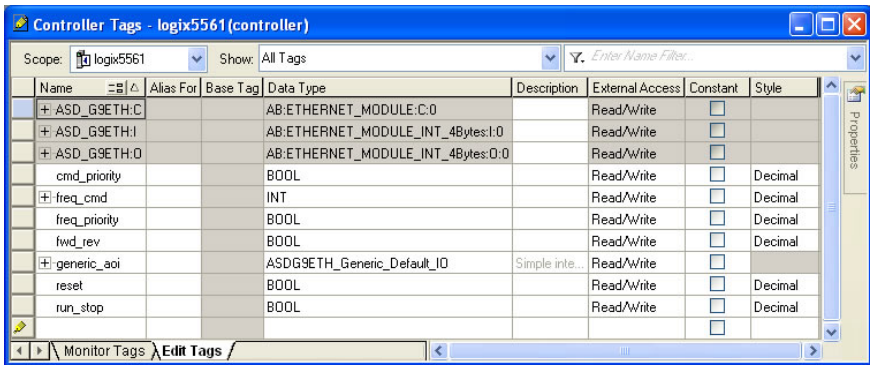 Controller Tags - logix5561(controller)
Scope: logix5561 Show: All Tags Enter Name Filter...
Name Alias For Base Tag Data Type Description External Access Constant Style
ASD_G9ETH:C AB:ETHERNET_MODULE:C:0 Read/Write
ASD_G9ETH:I AB:ETHERNET_MODULE_INT_4Bytes:I:0 Read/Write
ASD_G9ETH:O AB:ETHERNET_MODULE_INT_4Bytes:O:0 Read/Write
cmd_priority BOOL Read/Write Decimal
freq_cmd INT Read/Write Decimal
freq_priority BOOL Read/Write Decimal
fwd_rev BOOL Read/Write Decimal
generic_aoi ASDG9ETH_Generic_Default_IO Simple inte... Read/Write
reset BOOL Read/Write Decimal
run_stop BOOL Read/Write Decimal
Monitor Tags Edit Tags
Properties